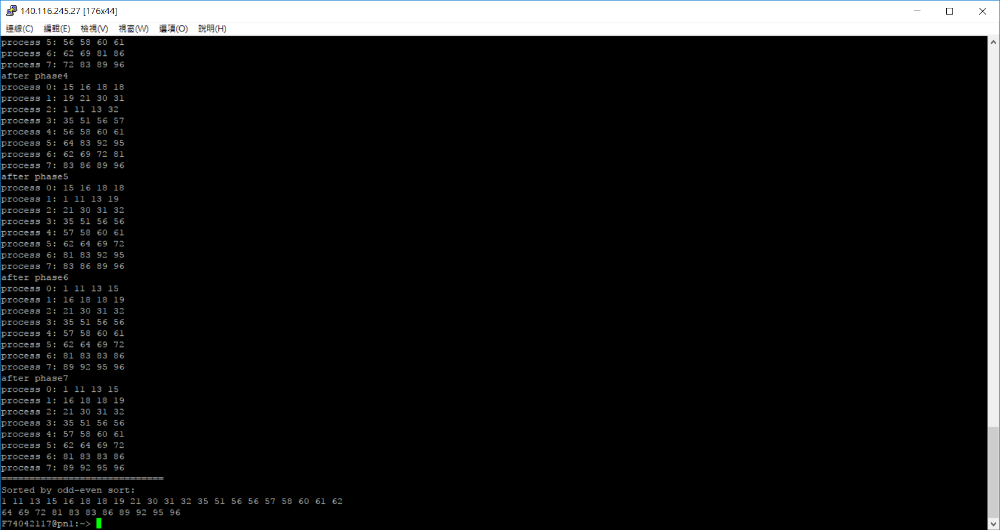 140.116.245.27 [176x44]
連線(C) 編輯(E) 檢視(V) 視窗(W) 選項(O) 說明(H)
process 5: 56 58 60 61
process 6: 62 69 81 86
process 7: 72 83 89 96
after phase4
process 0: 15 16 18 18
process 1: 19 21 30 31
process 2: 1 11 13 32
process 3: 35 51 56 57
process 4: 56 58 60 61
process 5: 64 83 92 95
process 6: 62 69 72 81
process 7: 83 86 89 96
after phase5
process 0: 15 16 18 18
process 1: 1 11 13 19
process 2: 21 30 31 32
process 3: 35 51 56 56
process 4: 57 58 60 61
process 5: 62 64 69 72
process 6: 81 83 92 95
process 7: 83 86 89 96
after phase6
process 0: 1 11 13 15
process 1: 16 18 18 19
process 2: 21 30 31 32
process 3: 35 51 56 56
process 4: 57 58 60 61
process 5: 62 64 69 72
process 6: 81 83 83 86
process 7: 89 92 95 96
after phase7
process 0: 1 11 13 15
process 1: 16 18 18 19
process 2: 21 30 31 32
process 3: 35 51 56 56
process 4: 57 58 60 61
process 5: 62 64 69 72
process 6: 81 83 83 86
process 7: 89 92 95 96
=============================
Sorted by odd-even sort:
1 11 13 15 16 18 18 19 21 30 31 32 35 51 56 56 57 58 60 61 62
64 69 72 81 83 83 86 89 92 95 96
F74042117@pn1:~>